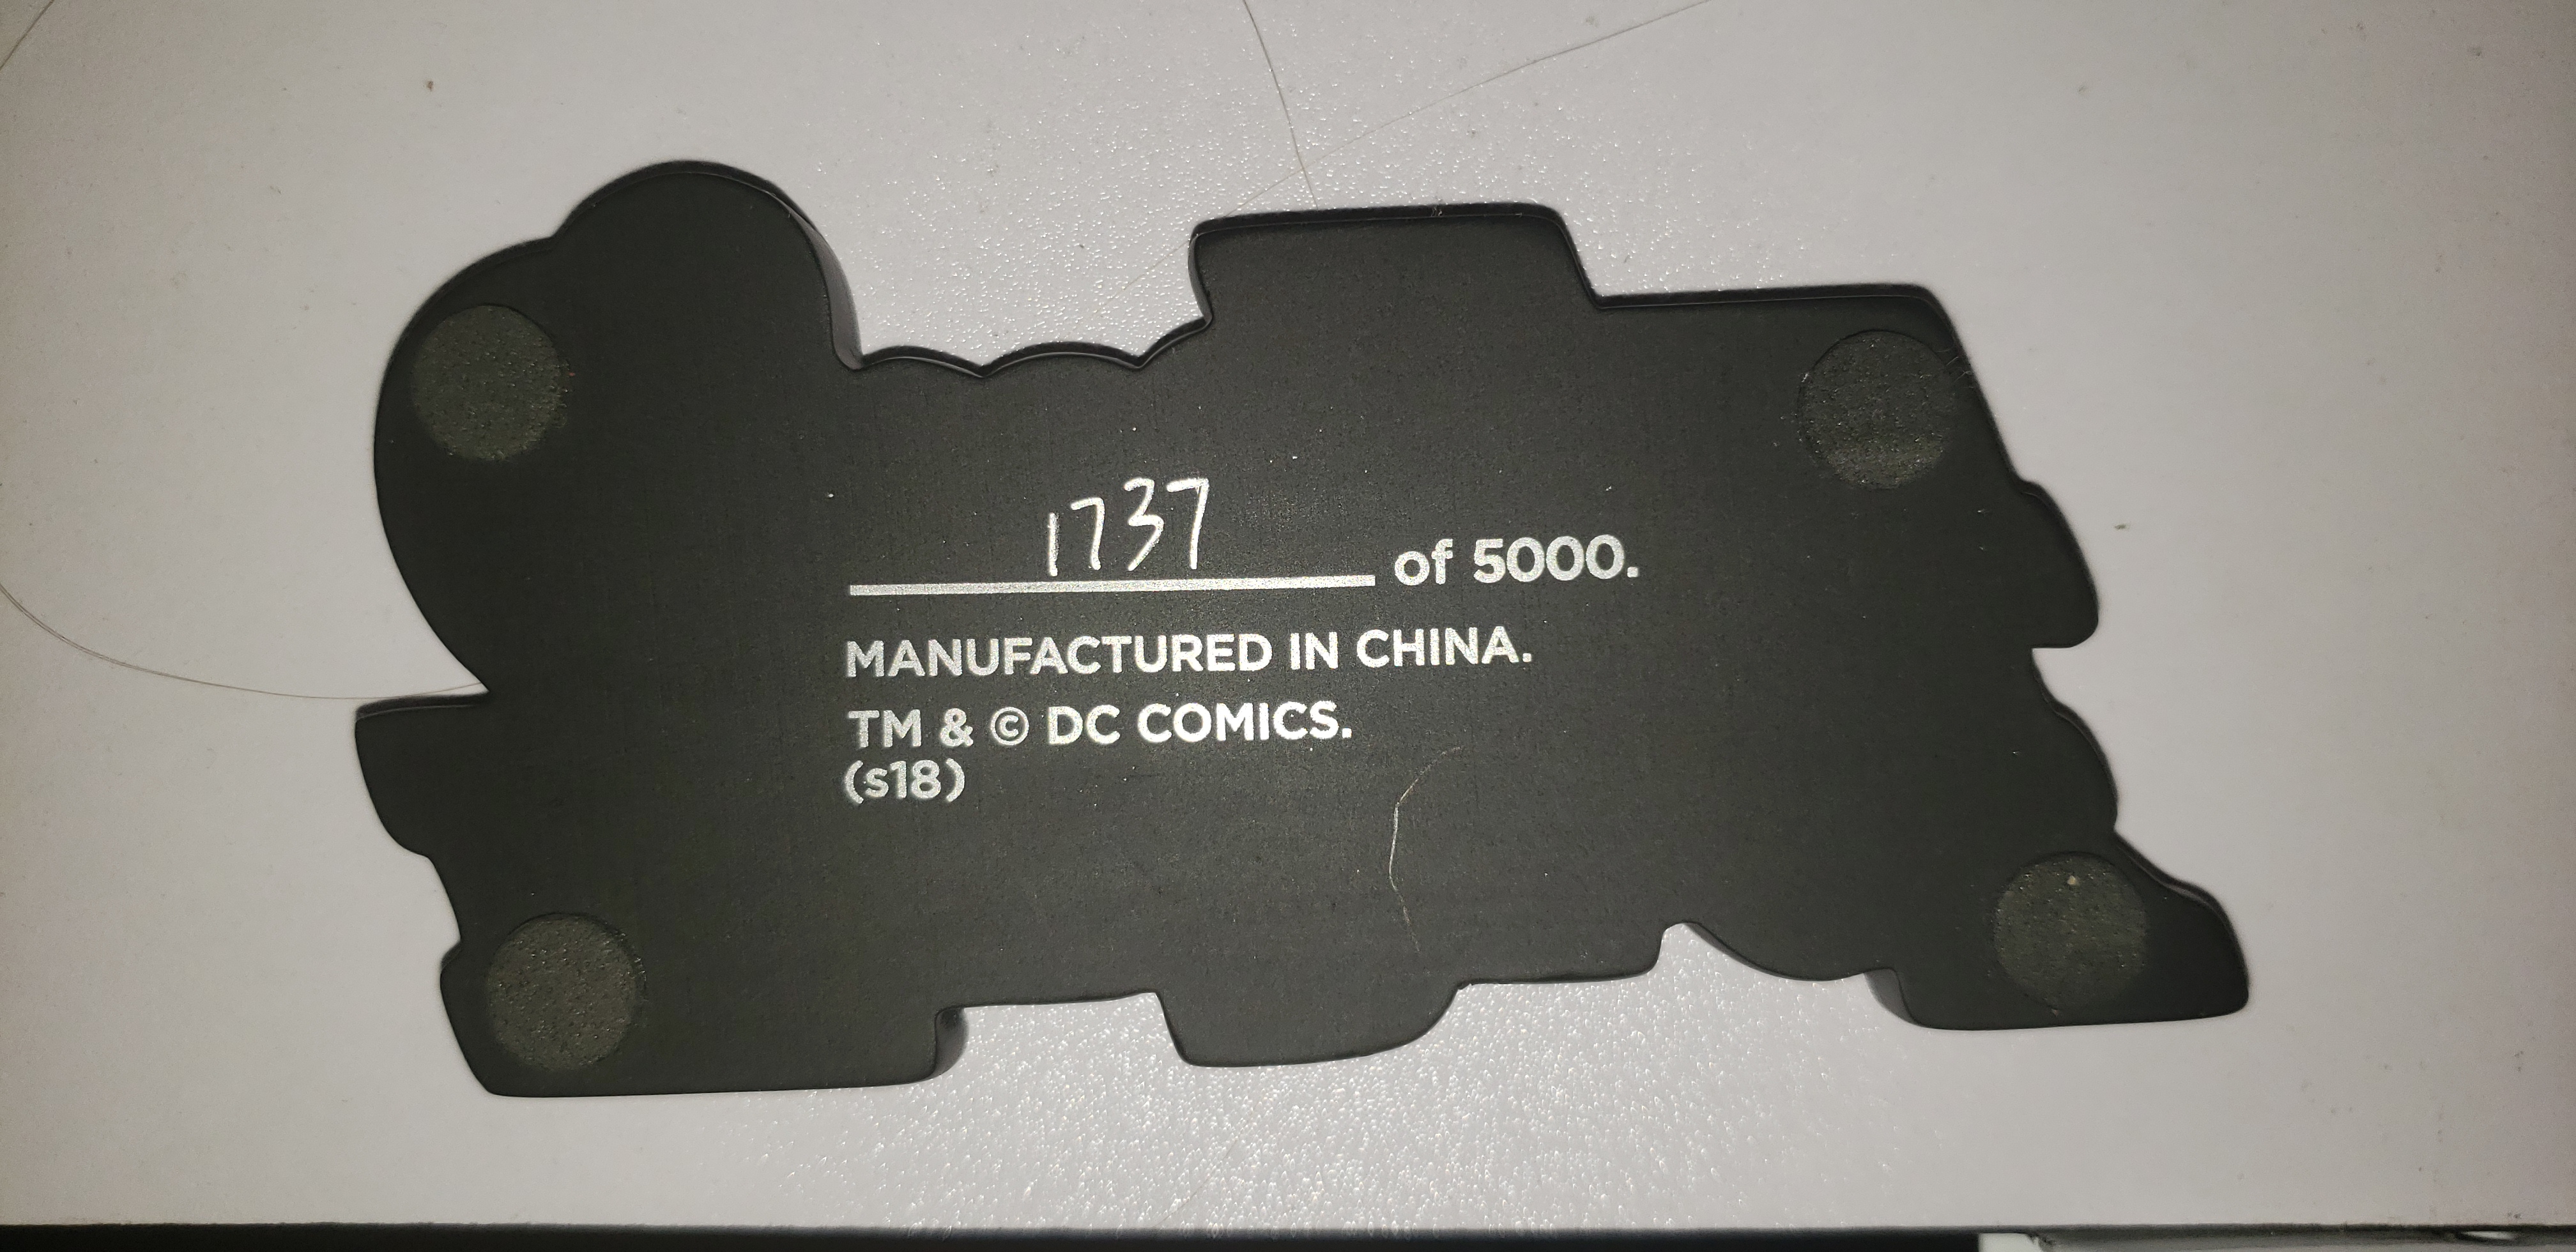 1737 of 5000.
MANUFACTURED IN CHINA.
TM & © DC COMICS.
(s18)